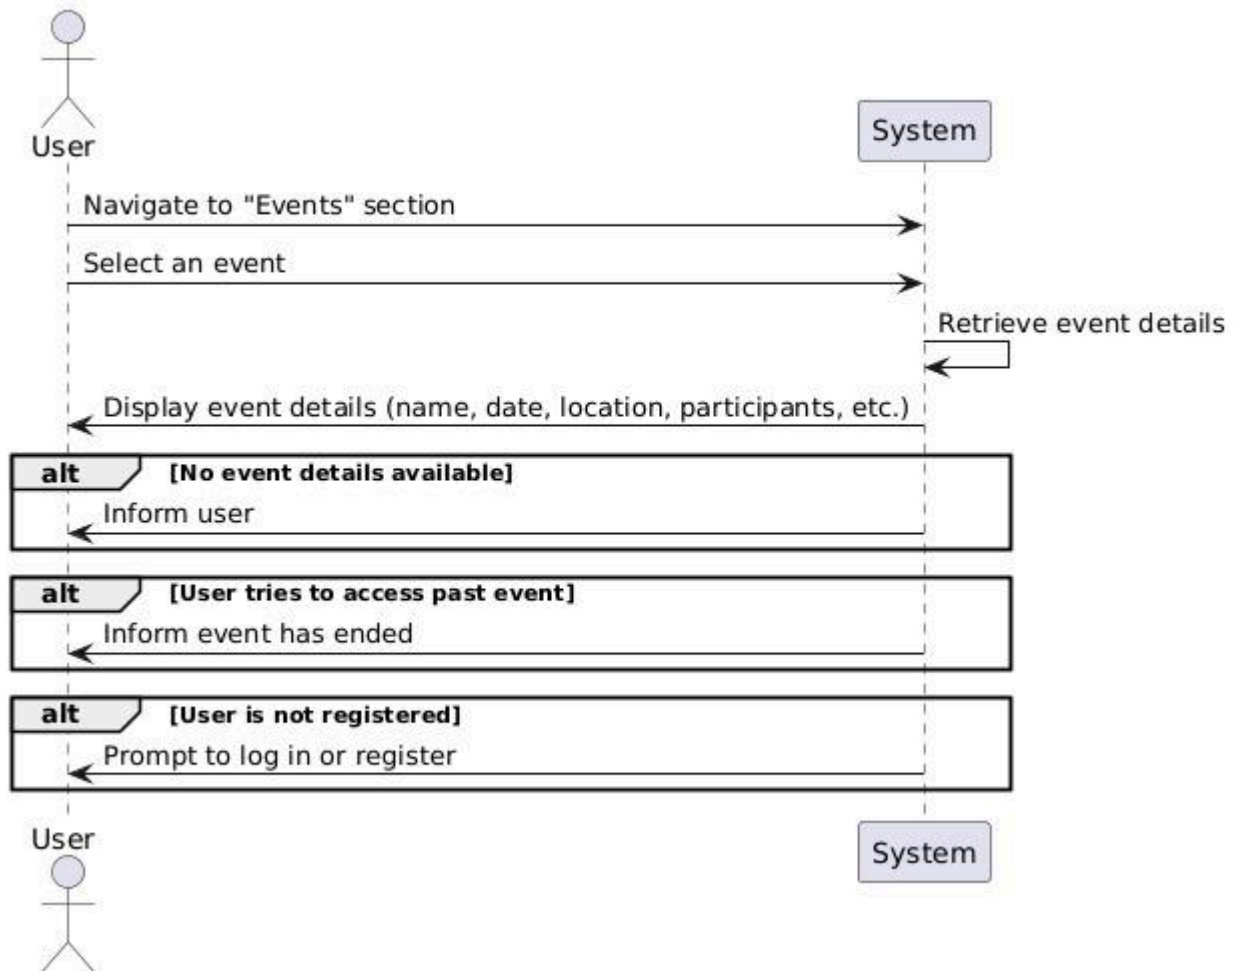 User
System
Navigate to "Events" section
Select an event
Retrieve event details
Display event details (name, date, location, participants, etc.)
alt [No event details available]
Inform user
alt [User tries to access past event]
Inform event has ended
alt [User is not registered]
Prompt to log in or register
User
System